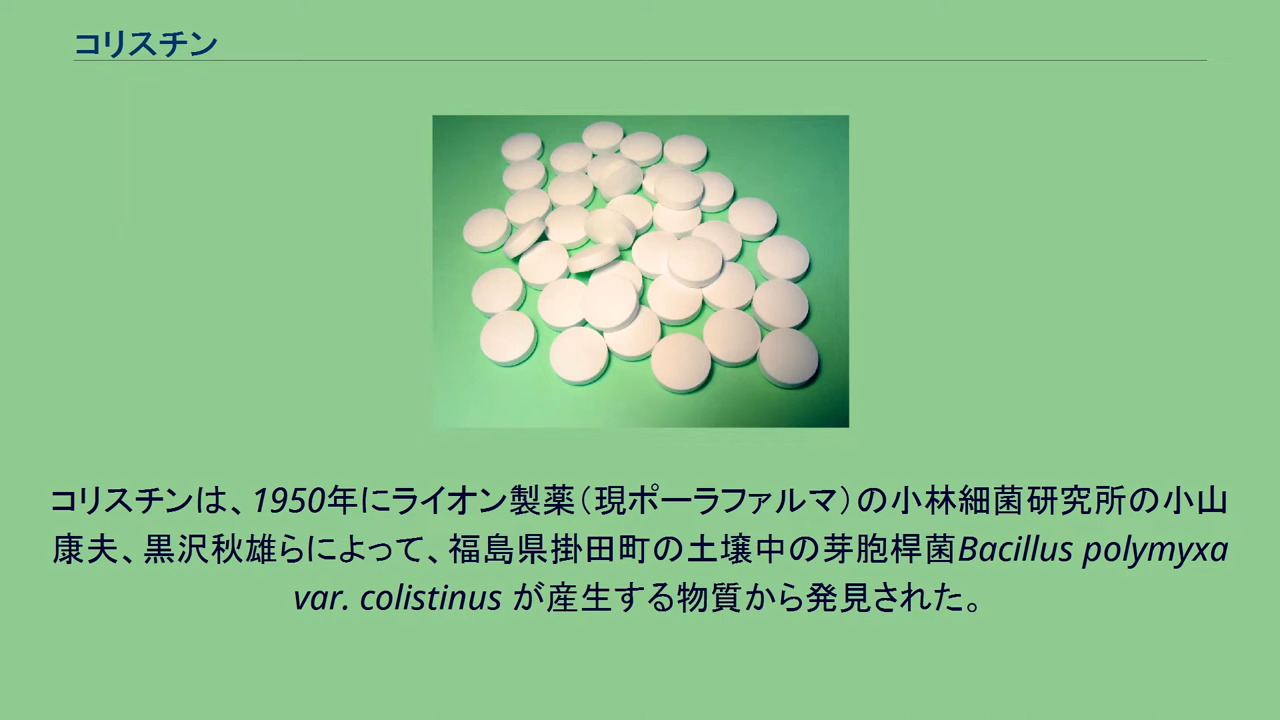 コリスチン
コリスチンは、1950年にライオン製薬（現ポーラファルマ）の小林細菌研究所の小山
康夫、黒沢秋雄らによって、福島県掛田町の土壌中の芽胞桿菌Bacillus polymyxa
var. colistinus が産生する物質から発見された。